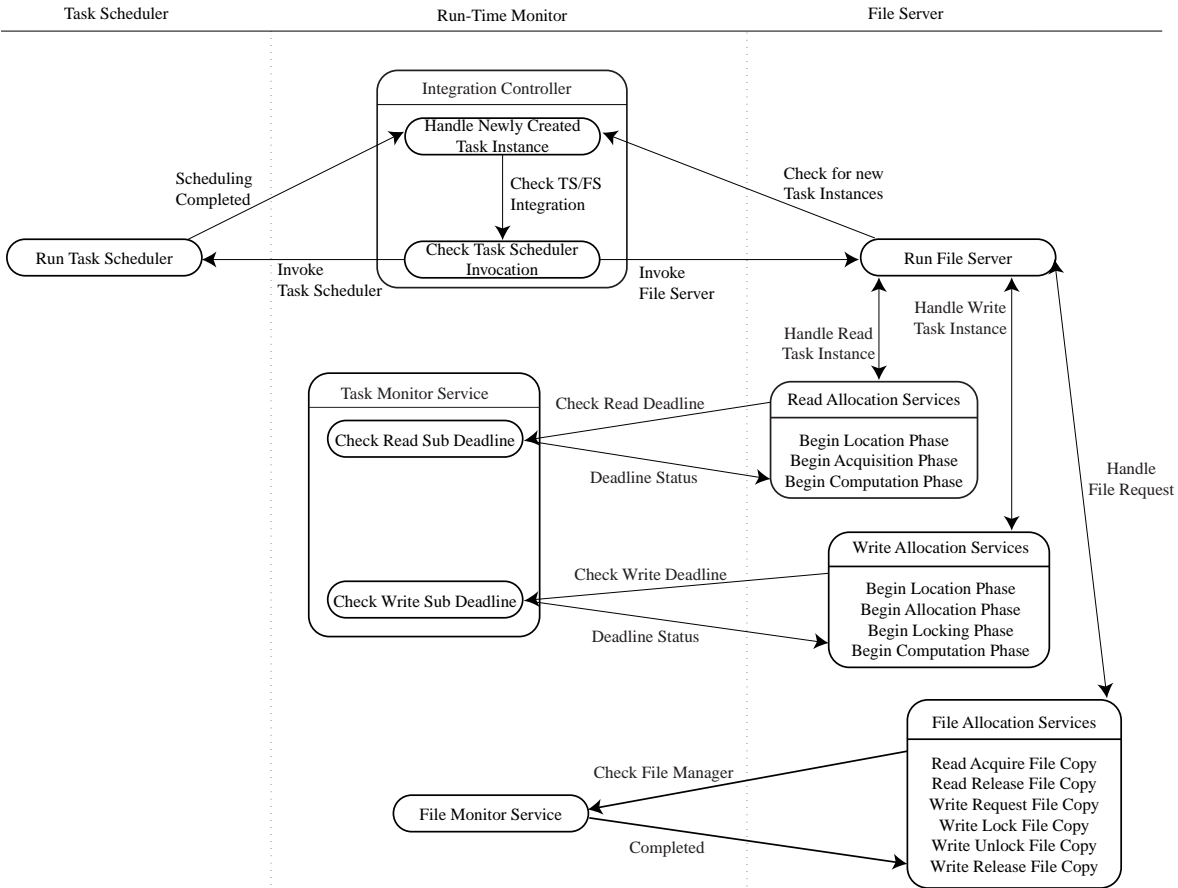 Task Scheduler
Run-Time Monitor
File Server
Integration Controller
Handle Newly Created
Task Instance
Scheduling
Completed
Check TS/FS
Integration
Check for new
Task Instances
Run Task Scheduler
Check Task Scheduler
Invocation
Run File Server
Invoke
Task Scheduler
Invoke
File Server
Handle Write
Task Instance
Handle Read
Task Instance
Task Monitor Service
Check Read Deadline
Read Allocation Services
Check Read Sub Deadline
Begin Location Phase
Begin Acquisition Phase
Begin Computation Phase
Deadline Status
Handle
File Request
Write Allocation Services
Check Write Deadline
Check Write Sub Deadline
Begin Location Phase
Begin Allocation Phase
Begin Locking Phase
Begin Computation Phase
Deadline Status
File Allocation Services
Check File Manager
Read Acquire File Copy
Read Release File Copy
Write Request File Copy
Write Lock File Copy
Write Unlock File Copy
Write Release File Copy
File Monitor Service
Completed